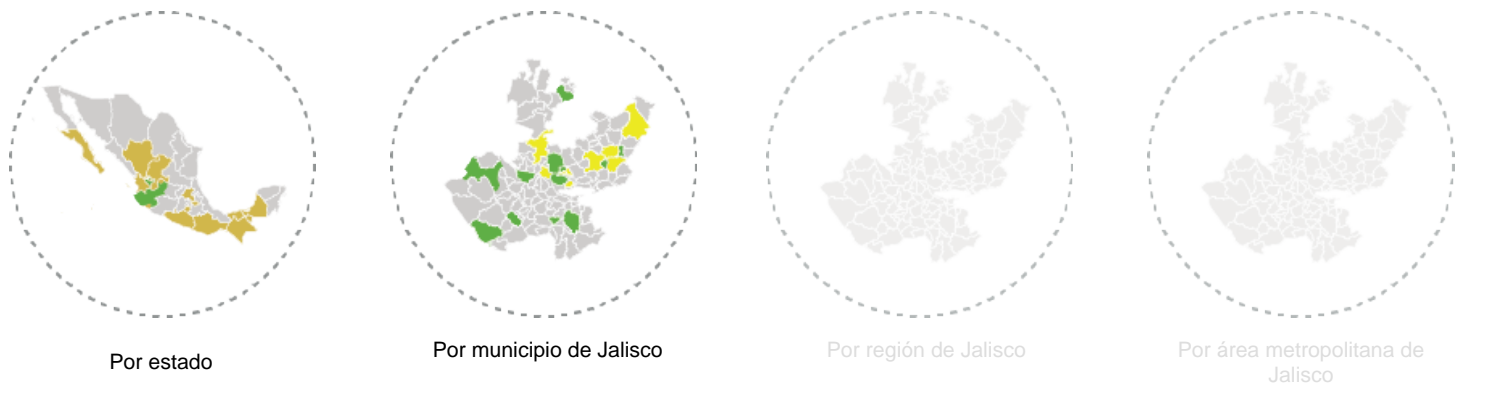 Por estado
Por municipio de Jalisco
Por región de Jalisco
Por área metropolitana de
Jalisco